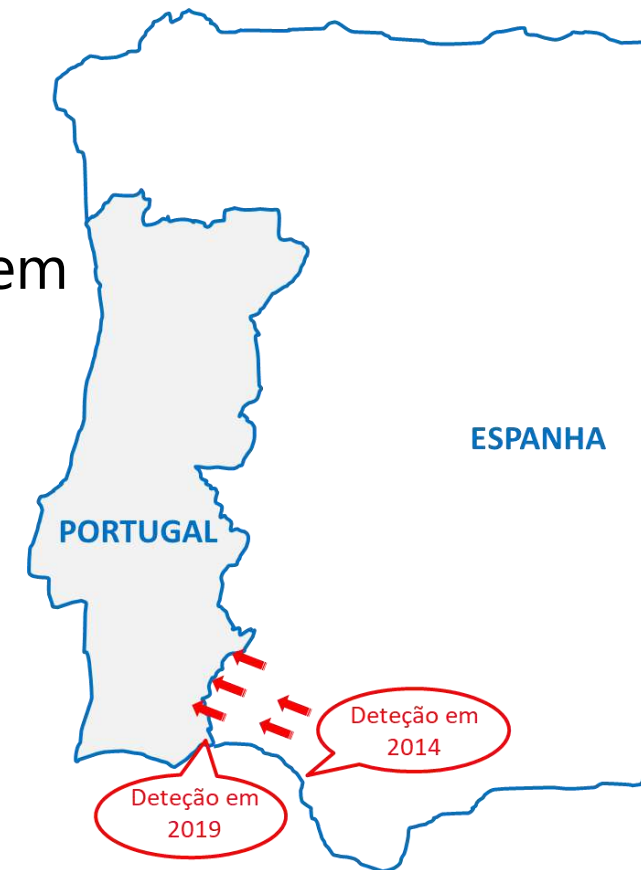 em
ESPANHA
PORTUGAL
Deteção em
2014
Deteção em
2019